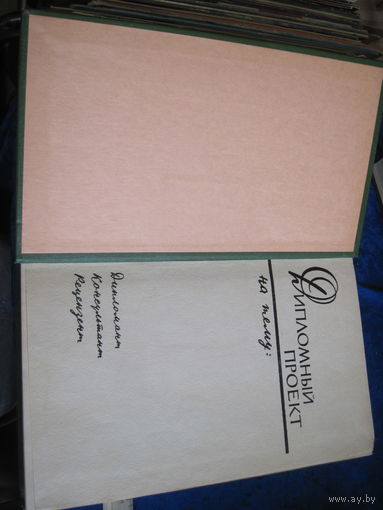 Дипломный
проект
на тему:
Дипломант
Консультант
Рецензент
www.ay.by